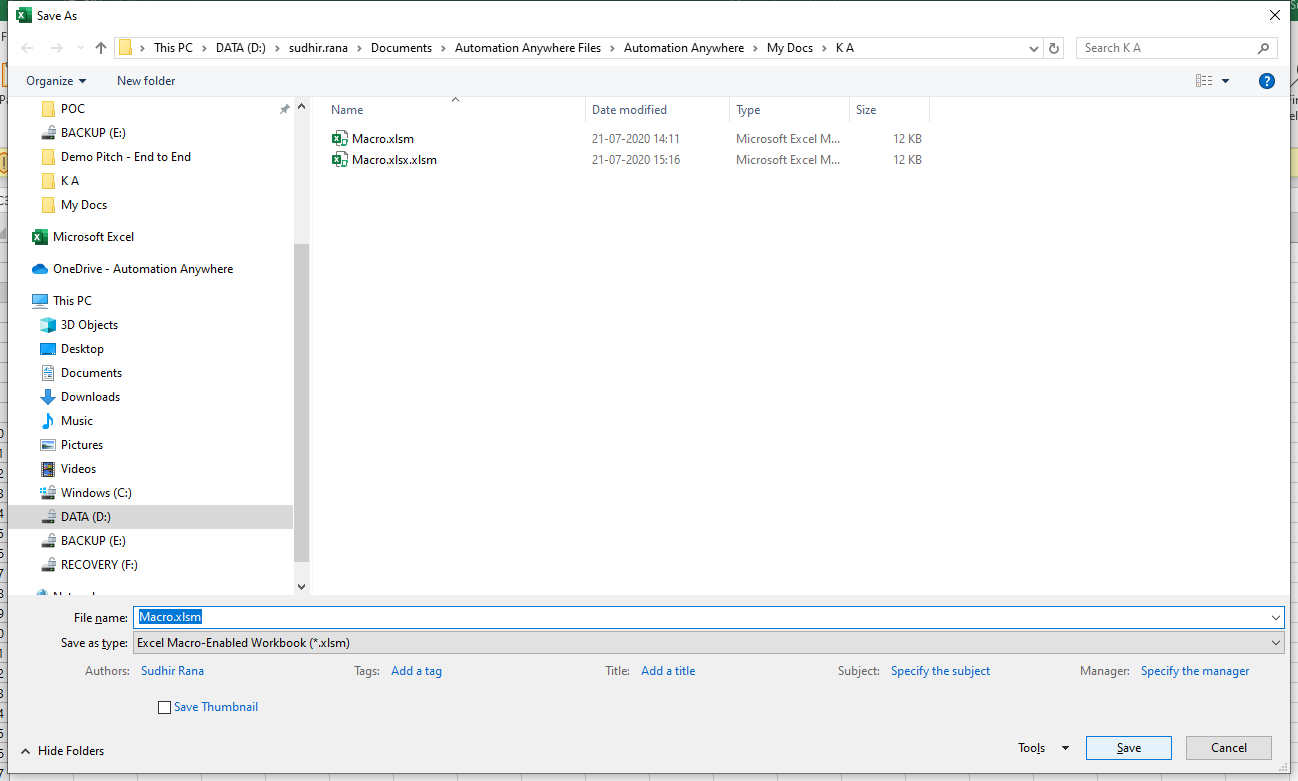 Save As
This PC > DATA (D:) > sudhir.rana > Documents > Automation Anywhere Files > Automation Anywhere > My Docs > K A
Search K A
Organize
New folder
POC
BACKUP (E:)
Demo Pitch - End to End
K A
My Docs
Microsoft Excel
OneDrive - Automation Anywhere
This PC
3D Objects
Desktop
Documents
Downloads
Music
Pictures
Videos
Windows (C:)
DATA (D:)
BACKUP (E:)
RECOVERY (F:)
Name Date modified Type Size
Macro.xlsm 21-07-2020 14:11 Microsoft Excel M... 12 KB
Macro.xlsx.xlsm 21-07-2020 15:16 Microsoft Excel M... 12 KB
File name: Macro.xlsm
Save as type: Excel Macro-Enabled Workbook (*.xlsm)
Authors: Sudhir Rana Tags: Add a tag Title: Add a title Subject: Specify the subject Manager: Specify the manager
Save Thumbnail
Hide Folders
Tools
Save
Cancel